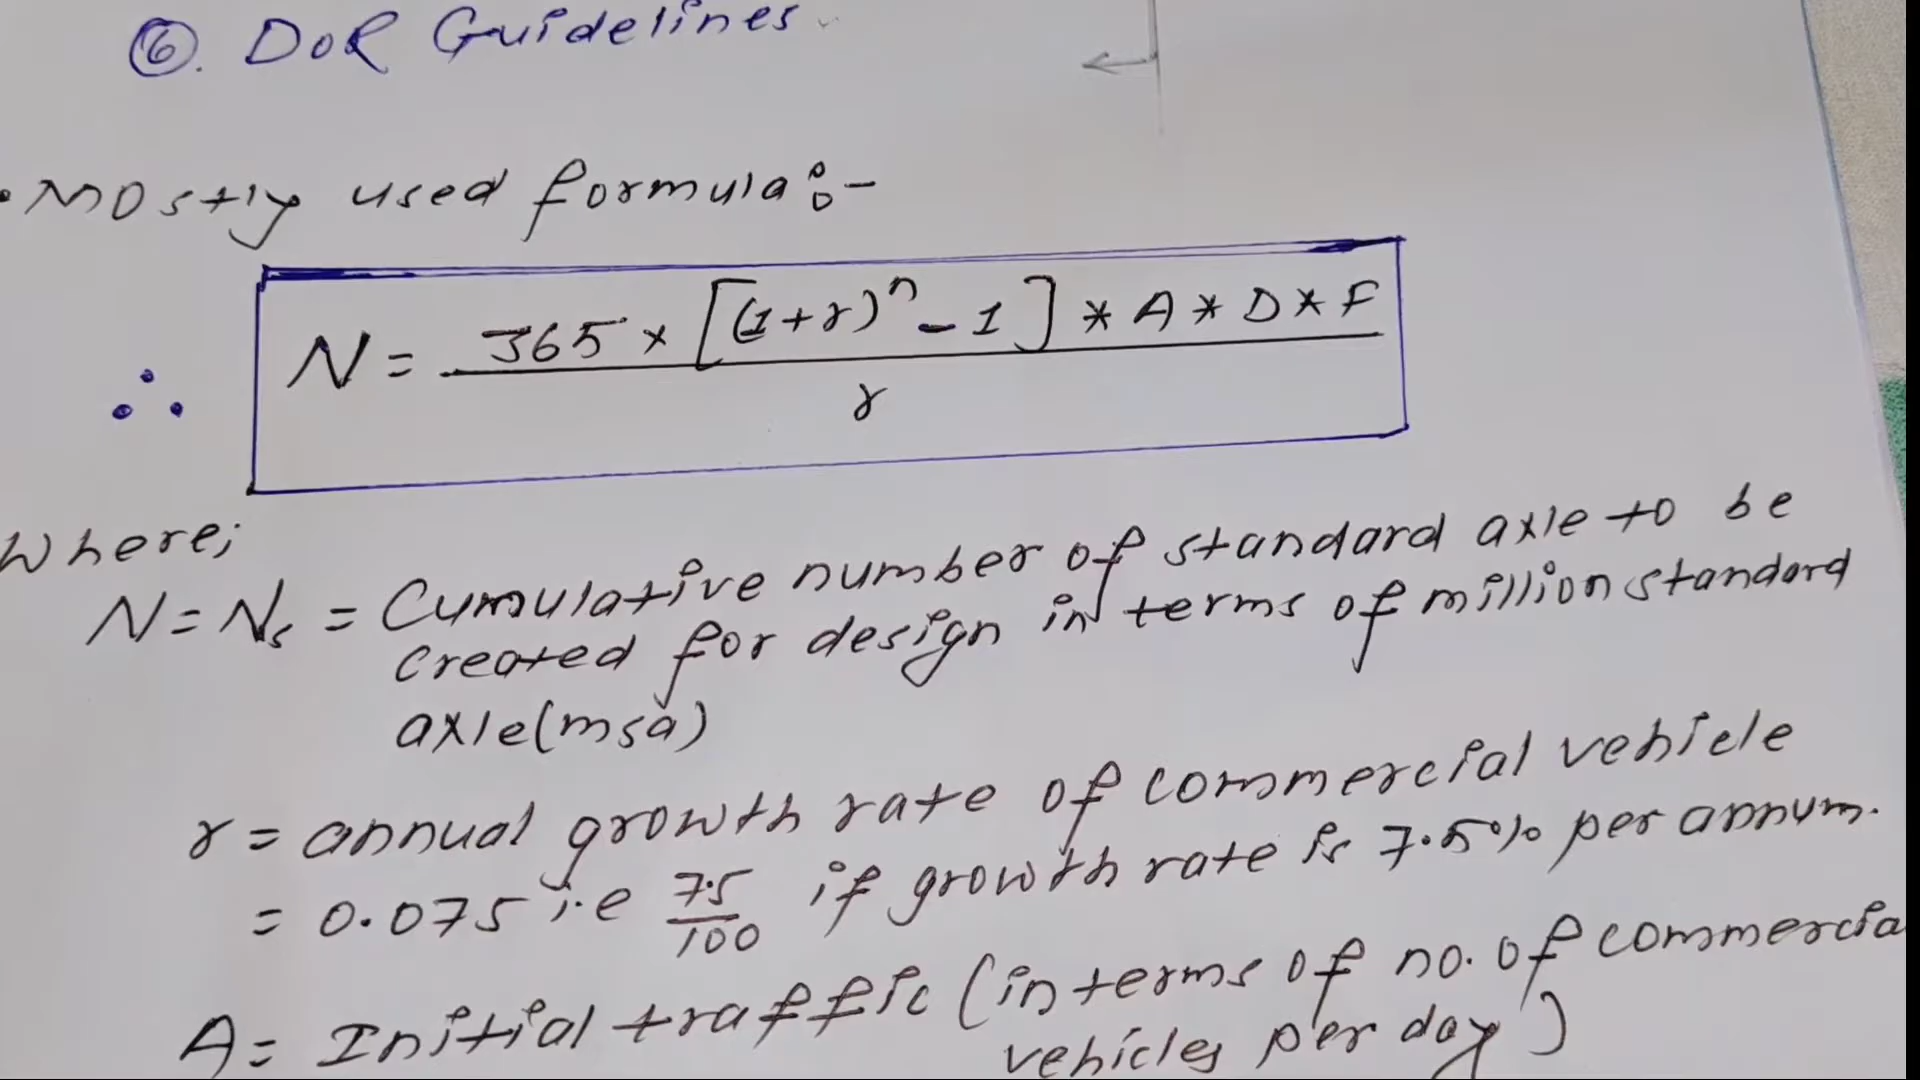 ⑥. DoR Guidelines.
• Mostly used formula:-
∴ N = 365 × [(1+r)ⁿ - 1] * A * D * F
r
Where;
N = Ns = Cumulative number of standard axle to be
created for design in terms of million standard
axle(msa)
r = annual growth rate of commercial vehicle
= 0.075 i.e 7.5/100 if growth rate is 7.5% per annum.
A = Initial traffic (in terms of no. of commercia
vehicles per day)